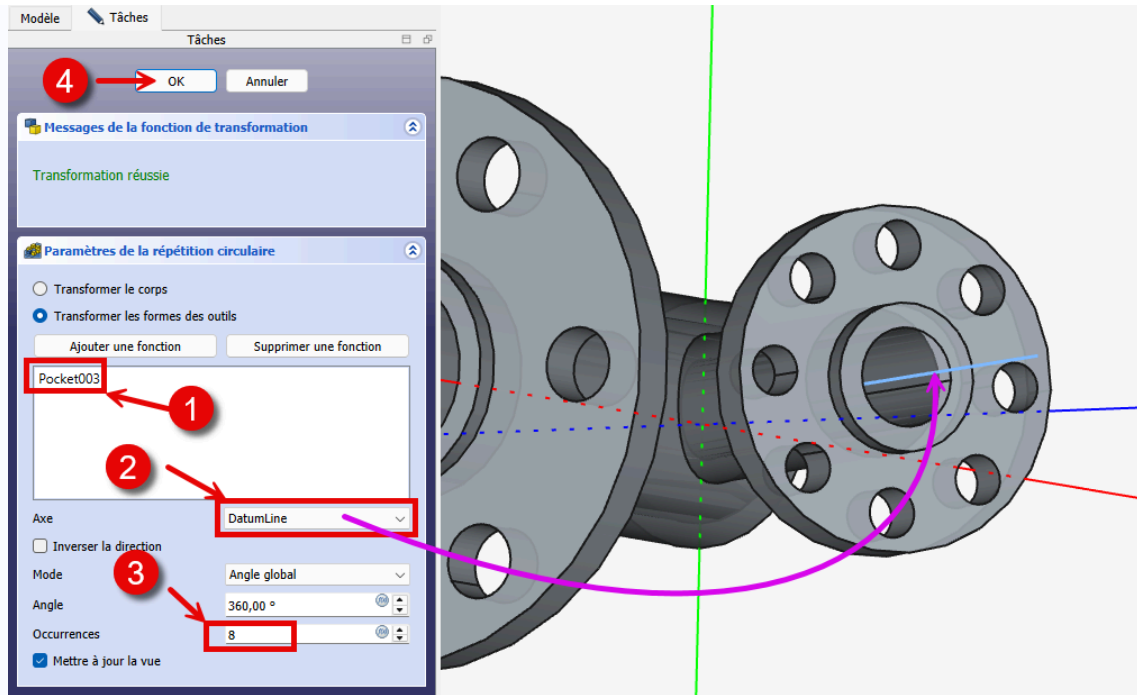 Modèle Tâches
Tâches
4 OK Annuler
Messages de la fonction de transformation
Transformation réussie
Paramètres de la répétition circulaire
Transformer le corps
Transformer les formes des outils
Ajouter une fonction Supprimer une fonction
Pocket003
1
2
Axe DatumLine
Inverser la direction
3
Mode Angle global
Angle 360,00 °
Occurrences 8
Mettre à jour la vue